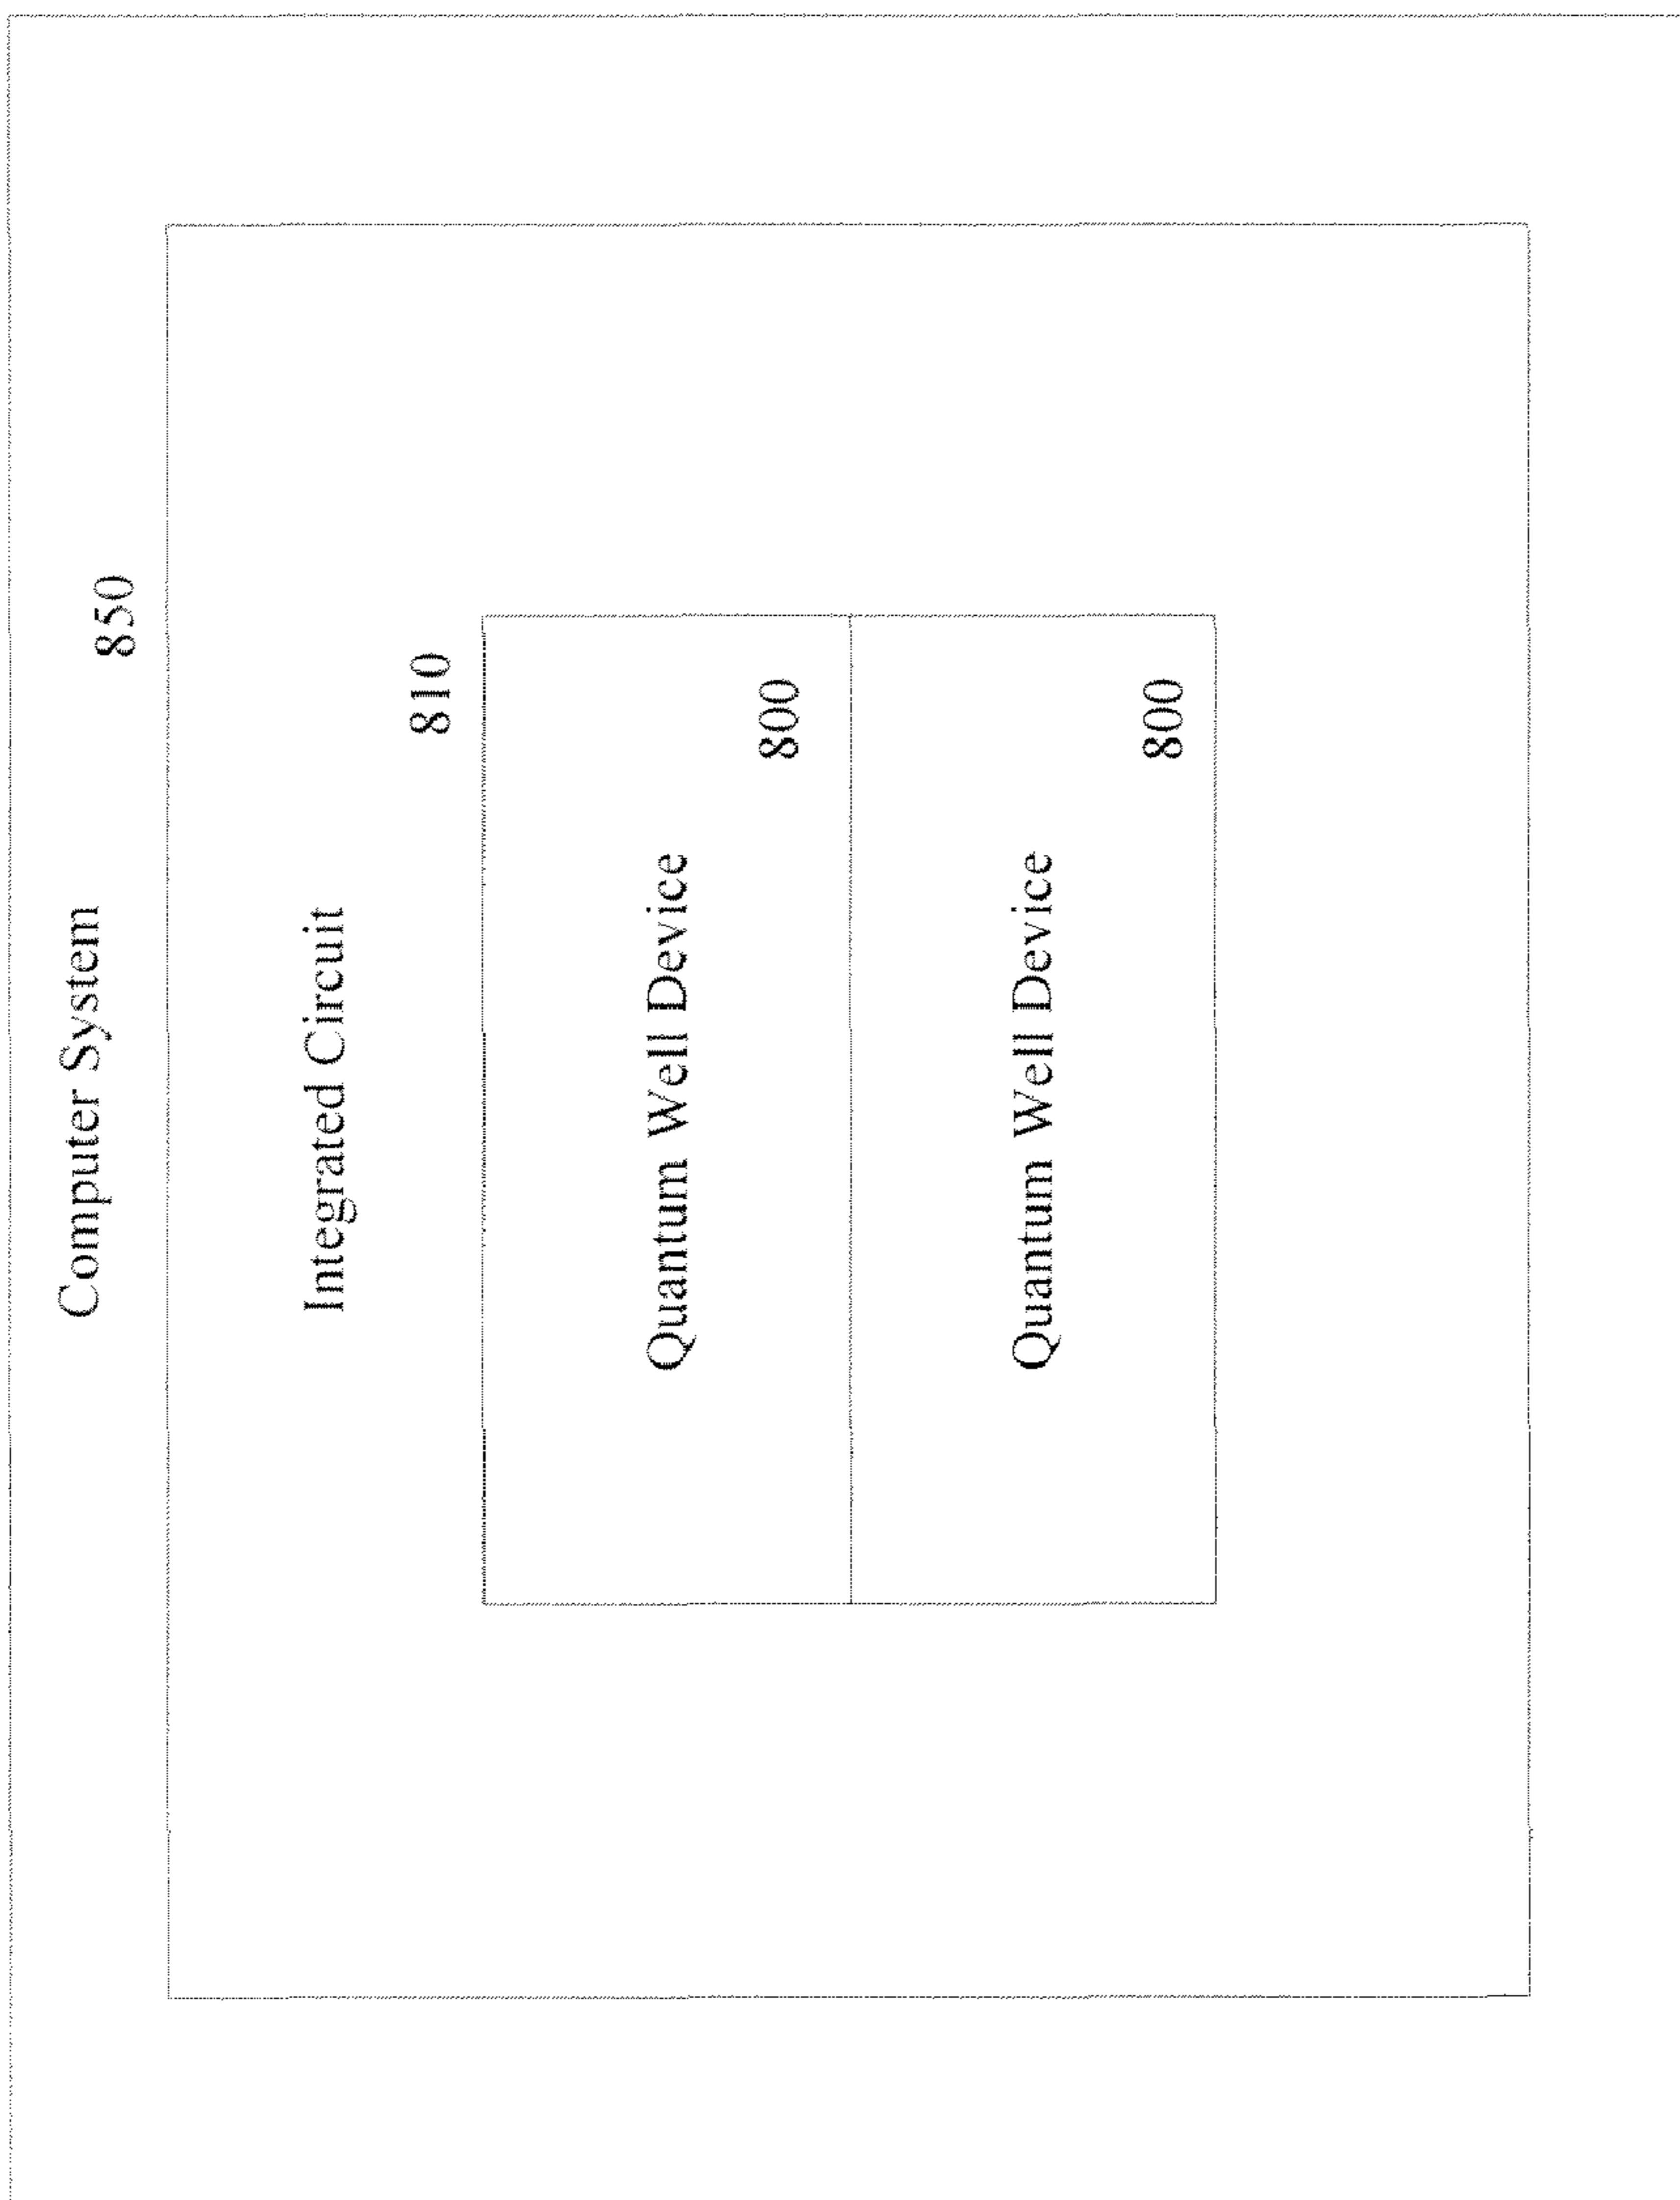 Computer System
850
Integrated Circuit
810
Quantum Well Device
800
Quantum Well Device
800